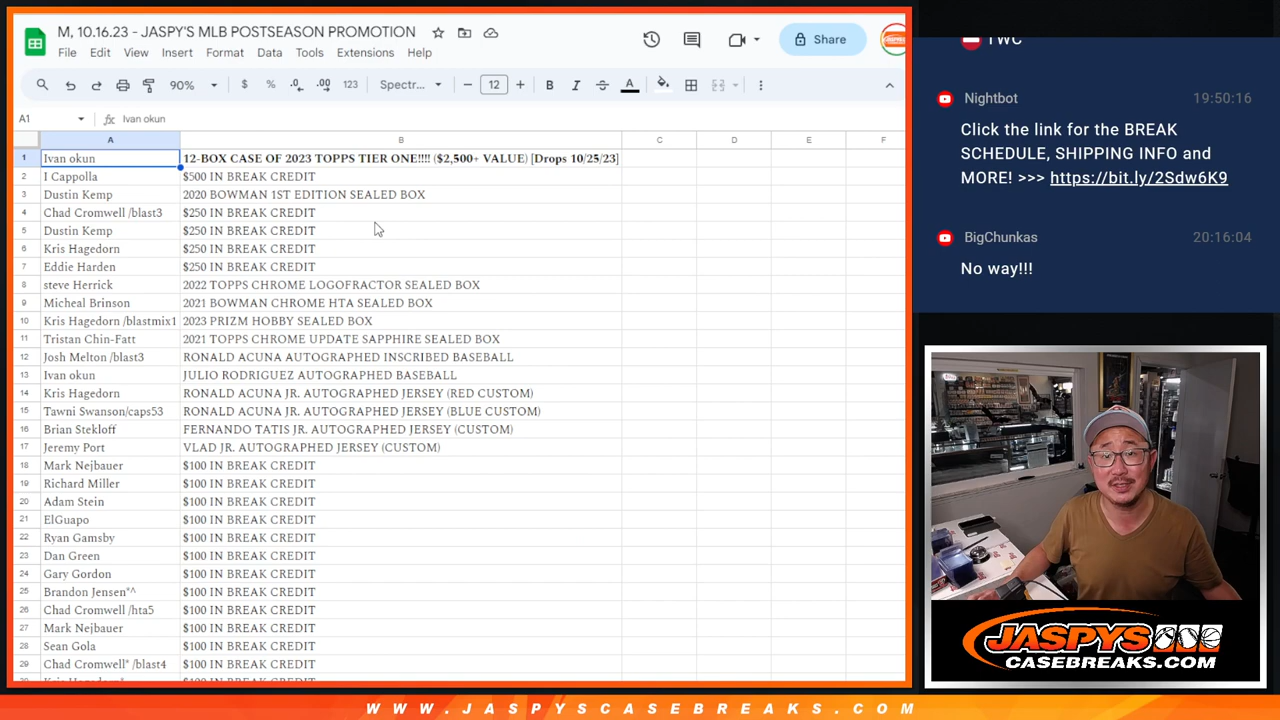 M, 10.16.23 - JASPY'S MLB POSTSEASON PROMOTION
File Edit View Insert Format Data Tools Extensions Help
Share
90% $ % .0 .00 123 Spectr... 12 B I S A
A1 fx Ivan okun
A B C D E F
1 Ivan okun 12-BOX CASE OF 2023 TOPPS TIER ONE!!!! ($2,500+ VALUE) [Drops 10/25/23]
2 I Cappolla $500 IN BREAK CREDIT
3 Dustin Kemp 2020 BOWMAN 1ST EDITION SEALED BOX
4 Chad Cromwell /blast3 $250 IN BREAK CREDIT
5 Dustin Kemp $250 IN BREAK CREDIT
6 Kris Hagedorn $250 IN BREAK CREDIT
7 Eddie Harden $250 IN BREAK CREDIT
8 steve Herrick 2022 TOPPS CHROME LOGOFRACTOR SEALED BOX
9 Micheal Brinson 2021 BOWMAN CHROME HTA SEALED BOX
10 Kris Hagedorn /blastmix1 2023 PRIZM HOBBY SEALED BOX
11 Tristan Chin-Fatt 2021 TOPPS CHROME UPDATE SAPPHIRE SEALED BOX
12 Josh Melton /blast3 RONALD ACUNA AUTOGRAPHED INSCRIBED BASEBALL
13 Ivan okun JULIO RODRIGUEZ AUTOGRAPHED BASEBALL
14 Kris Hagedorn RONALD ACUNA JR. AUTOGRAPHED JERSEY (RED CUSTOM)
15 Tawni Swanson/caps53 RONALD ACUNA JR. AUTOGRAPHED JERSEY (BLUE CUSTOM)
16 Brian Stekloff FERNANDO TATIS JR. AUTOGRAPHED JERSEY (CUSTOM)
17 Jeremy Port VLAD JR. AUTOGRAPHED JERSEY (CUSTOM)
18 Mark Nejbauer $100 IN BREAK CREDIT
19 Richard Miller $100 IN BREAK CREDIT
20 Adam Stein $100 IN BREAK CREDIT
21 ElGuapo $100 IN BREAK CREDIT
22 Ryan Gamsby $100 IN BREAK CREDIT
23 Dan Green $100 IN BREAK CREDIT
24 Gary Gordon $100 IN BREAK CREDIT
25 Brandon Jensen*^ $100 IN BREAK CREDIT
26 Chad Cromwell /hta5 $100 IN BREAK CREDIT
27 Mark Nejbauer $100 IN BREAK CREDIT
28 Sean Gola $100 IN BREAK CREDIT
29 Chad Cromwell* /blast4 $100 IN BREAK CREDIT
TWC
Nightbot 19:50:16
Click the link for the BREAK
SCHEDULE, SHIPPING INFO and
MORE! >>> https://bit.ly/2Sdw6K9
BigChunkas 20:16:04
No way!!!
JASPYS
CASEBREAKS.COM
WWW.JASPYSCASEBREAKS.COM